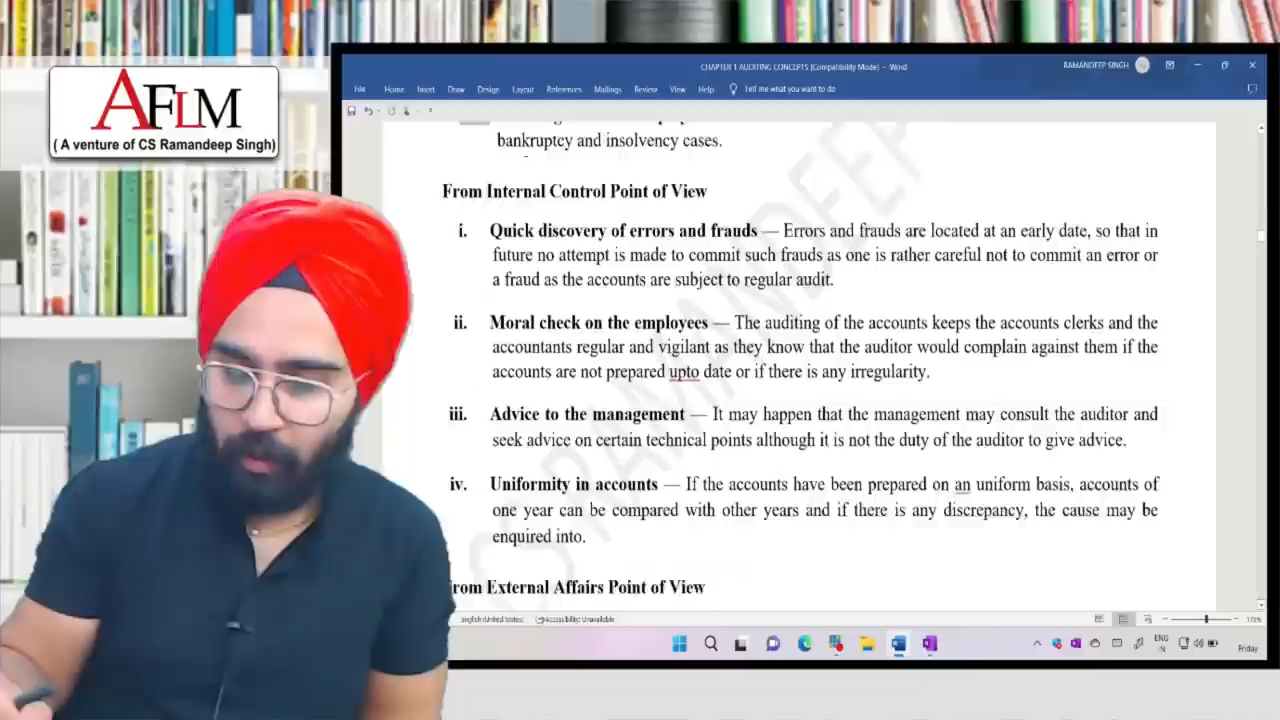 AFLM
( A venture of CS Ramandeep Singh)
CHAPTER 1 AUDITING CONCEPTS [Compatibility Mode] - Word
RAMANDEEP SINGH
File Home Insert Draw Design Layout References Mailings Review View Help Tell me what you want to do
bankruptcy and insolvency cases.
From Internal Control Point of View
i. Quick discovery of errors and frauds — Errors and frauds are located at an early date, so that in
future no attempt is made to commit such frauds as one is rather careful not to commit an error or
a fraud as the accounts are subject to regular audit.
ii. Moral check on the employees — The auditing of the accounts keeps the accounts clerks and the
accountants regular and vigilant as they know that the auditor would complain against them if the
accounts are not prepared upto date or if there is any irregularity.
iii. Advice to the management — It may happen that the management may consult the auditor and
seek advice on certain technical points although it is not the duty of the auditor to give advice.
iv. Uniformity in accounts — If the accounts have been prepared on an uniform basis, accounts of
one year can be compared with other years and if there is any discrepancy, the cause may be
enquired into.
From External Affairs Point of View
CS RAMANDEEP
English (United States) Accessibility: Unavailable
175%
ENG
IN
Friday